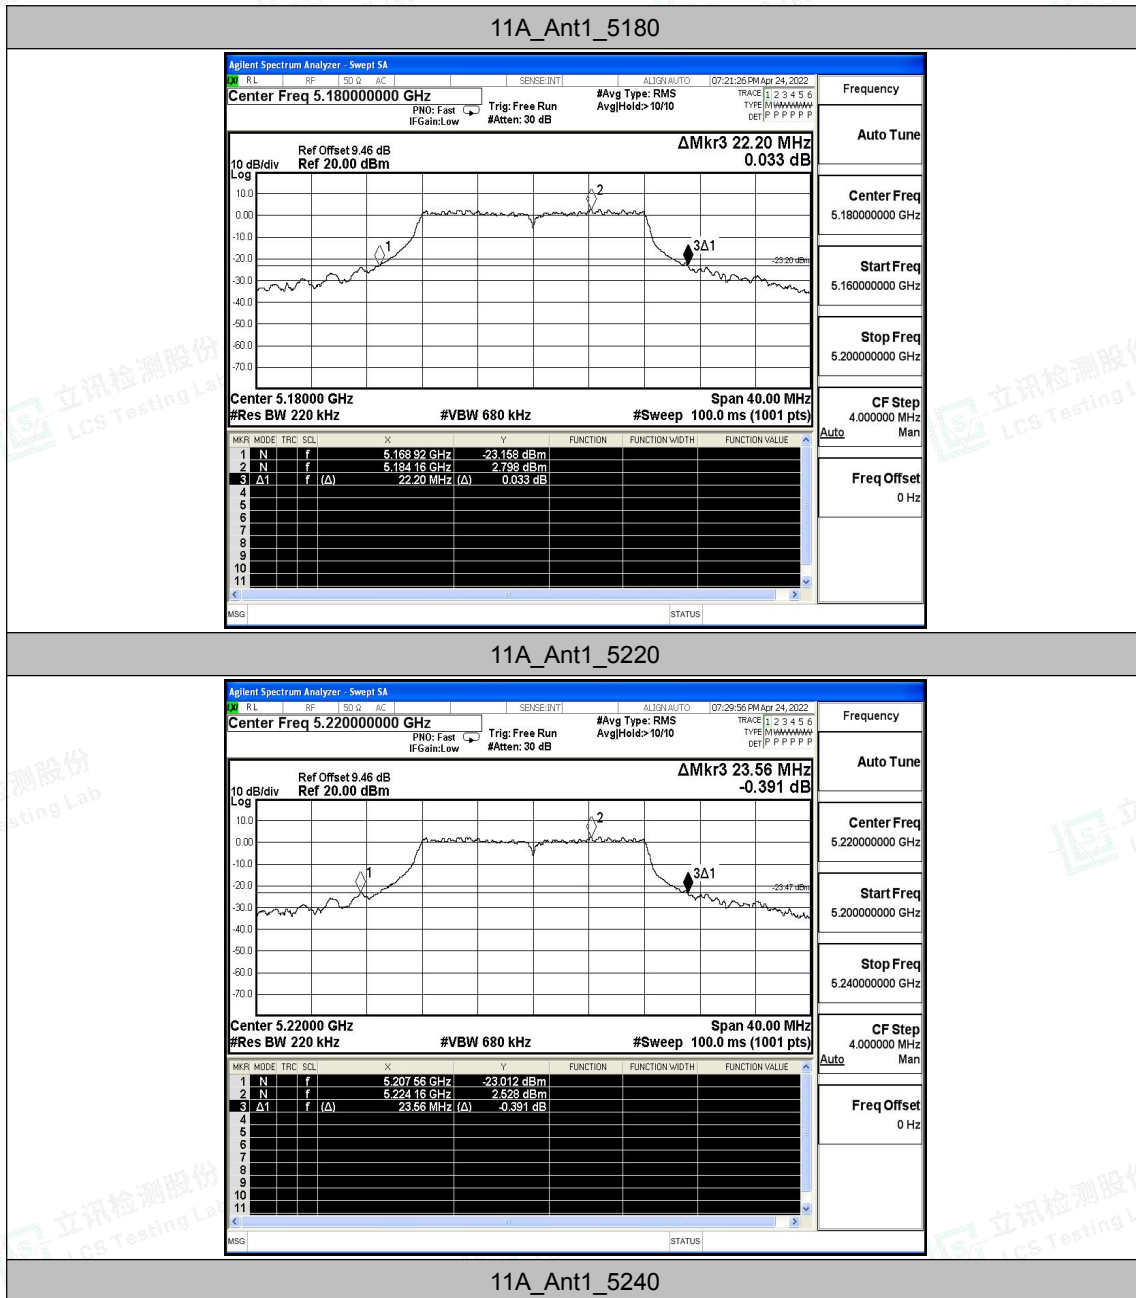 11A_Ant1_5180
Agilent Spectrum Analyzer - Swept SA
LXI RL RF 50 Ω AC SENSE:INT ALIGN AUTO 07:21:26 PM Apr 24, 2022
Center Freq 5.180000000 GHz
PNO: Fast
IFGain:Low
Trig: Free Run
#Atten: 30 dB
#Avg Type: RMS
Avg|Hold:>10/10
TRACE 1 2 3 4 5 6
TYPE M
DET P P P P P P
Frequency
Auto Tune
Center Freq
5.180000000 GHz
Start Freq
5.160000000 GHz
Stop Freq
5.200000000 GHz
CF Step
4.000000 MHz
Auto Man
Freq Offset
0 Hz
ΔMkr3 22.20 MHz
0.033 dB
Ref Offset 9.46 dB
10 dB/div Ref 20.00 dBm
Log
10.0
0.00
-10.0
-20.0
-30.0
-40.0
-50.0
-60.0
-70.0
1
2
3Δ1
-23.20 dBm
Center 5.18000 GHz Span 40.00 MHz
#Res BW 220 kHz #VBW 680 kHz #Sweep 100.0 ms (1001 pts)
MKR MODE TRC SCL X Y FUNCTION FUNCTION WIDTH FUNCTION VALUE
1 N f 5.168 92 GHz -23.158 dBm
2 N f 5.184 16 GHz 2.798 dBm
3 Δ1 f (Δ) 22.20 MHz (Δ) 0.033 dB
4
5
6
7
8
9
10
11
MSG STATUS
11A_Ant1_5220
Agilent Spectrum Analyzer - Swept SA
LXI RL RF 50 Ω AC SENSE:INT ALIGN AUTO 07:29:56 PM Apr 24, 2022
Center Freq 5.220000000 GHz
PNO: Fast
IFGain:Low
Trig: Free Run
#Atten: 30 dB
#Avg Type: RMS
Avg|Hold:>10/10
TRACE 1 2 3 4 5 6
TYPE M
DET P P P P P P
Frequency
Auto Tune
Center Freq
5.220000000 GHz
Start Freq
5.200000000 GHz
Stop Freq
5.240000000 GHz
CF Step
4.000000 MHz
Auto Man
Freq Offset
0 Hz
ΔMkr3 23.56 MHz
-0.391 dB
Ref Offset 9.46 dB
10 dB/div Ref 20.00 dBm
Log
10.0
0.00
-10.0
-20.0
-30.0
-40.0
-50.0
-60.0
-70.0
1
2
3Δ1
-23.47 dBm
Center 5.22000 GHz Span 40.00 MHz
#Res BW 220 kHz #VBW 680 kHz #Sweep 100.0 ms (1001 pts)
MKR MODE TRC SCL X Y FUNCTION FUNCTION WIDTH FUNCTION VALUE
1 N f 5.207 56 GHz -23.012 dBm
2 N f 5.224 16 GHz 2.528 dBm
3 Δ1 f (Δ) 23.56 MHz (Δ) -0.391 dB
4
5
6
7
8
9
10
11
MSG STATUS
11A_Ant1_5240
立讯检测股份
LCS Testing Lab